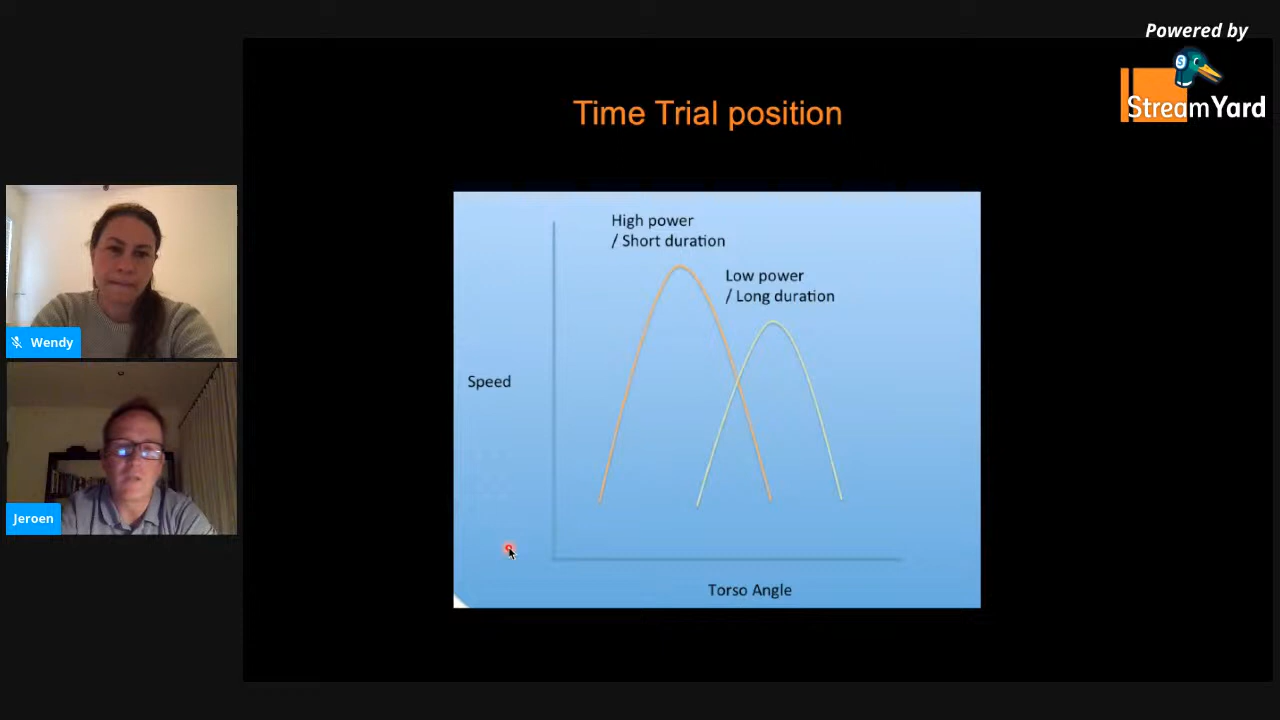 Powered by
StreamYard
Time Trial position
High power
/ Short duration
Low power
/ Long duration
Speed
Torso Angle
Wendy
Jeroen